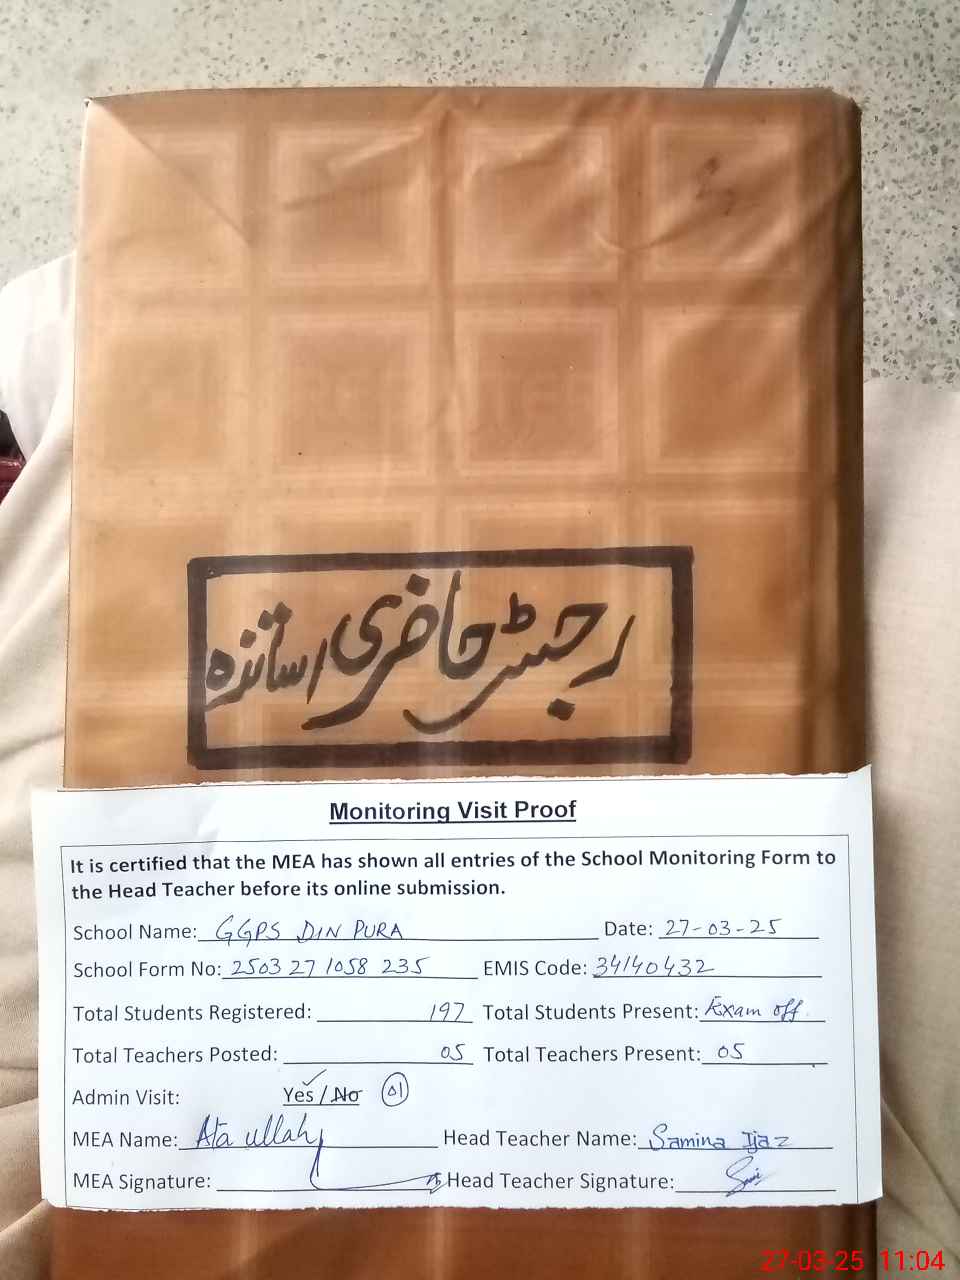 رجسٹر حاضری اساتذہ
Monitoring Visit Proof
It is certified that the MEA has shown all entries of the School Monitoring Form to
the Head Teacher before its online submission.
School Name: GGPS DIN PURA Date: 27-03-25
School Form No: 2503 27 1058 235 EMIS Code: 34140432
Total Students Registered: 197 Total Students Present: Exam off.
Total Teachers Posted: 05 Total Teachers Present: 05
Admin Visit: Yes / No 01
MEA Name: Ata ullah Head Teacher Name: Samina Ijaz
MEA Signature: Head Teacher Signature:
27-03-25 11:04